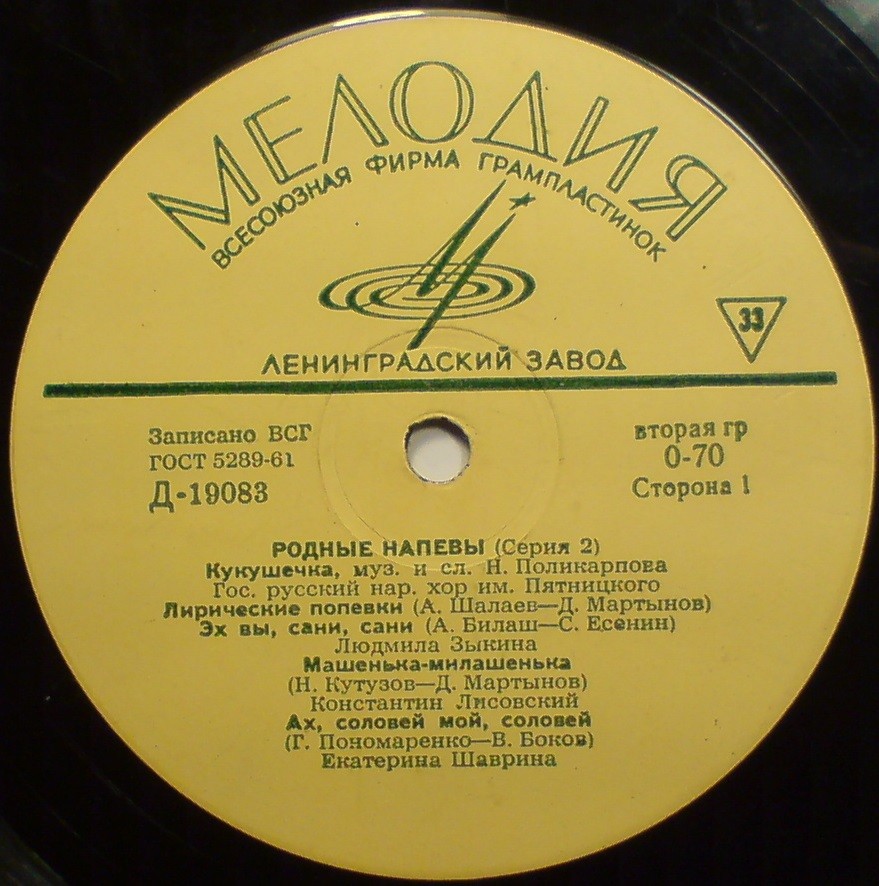 МЕЛОДИЯ
ВСЕСОЮЗНАЯ ФИРМА ГРАМПЛАСТИНОК
33
ЛЕНИНГРАДСКИЙ ЗАВОД
Записано ВСГ
ГОСТ 5289-61
Д-19083
вторая гр
0-70
Сторона 1
РОДНЫЕ НАПЕВЫ (Серия 2)
Кукушечка, муз. и сл. Н. Поликарпова
Гос. русский нар. хор им. Пятницкого
Лирические попевки (А. Шалаев—Д. Мартынов)
Эх вы, сани, сани (А. Билаш—С. Есенин)
Людмила Зыкина
Машенька-милашенька
(Н. Кутузов—Д. Мартынов)
Константин Лисовский
Ах, соловей мой, соловей
(Г. Пономаренко—В. Боков)
Екатерина Шаврина